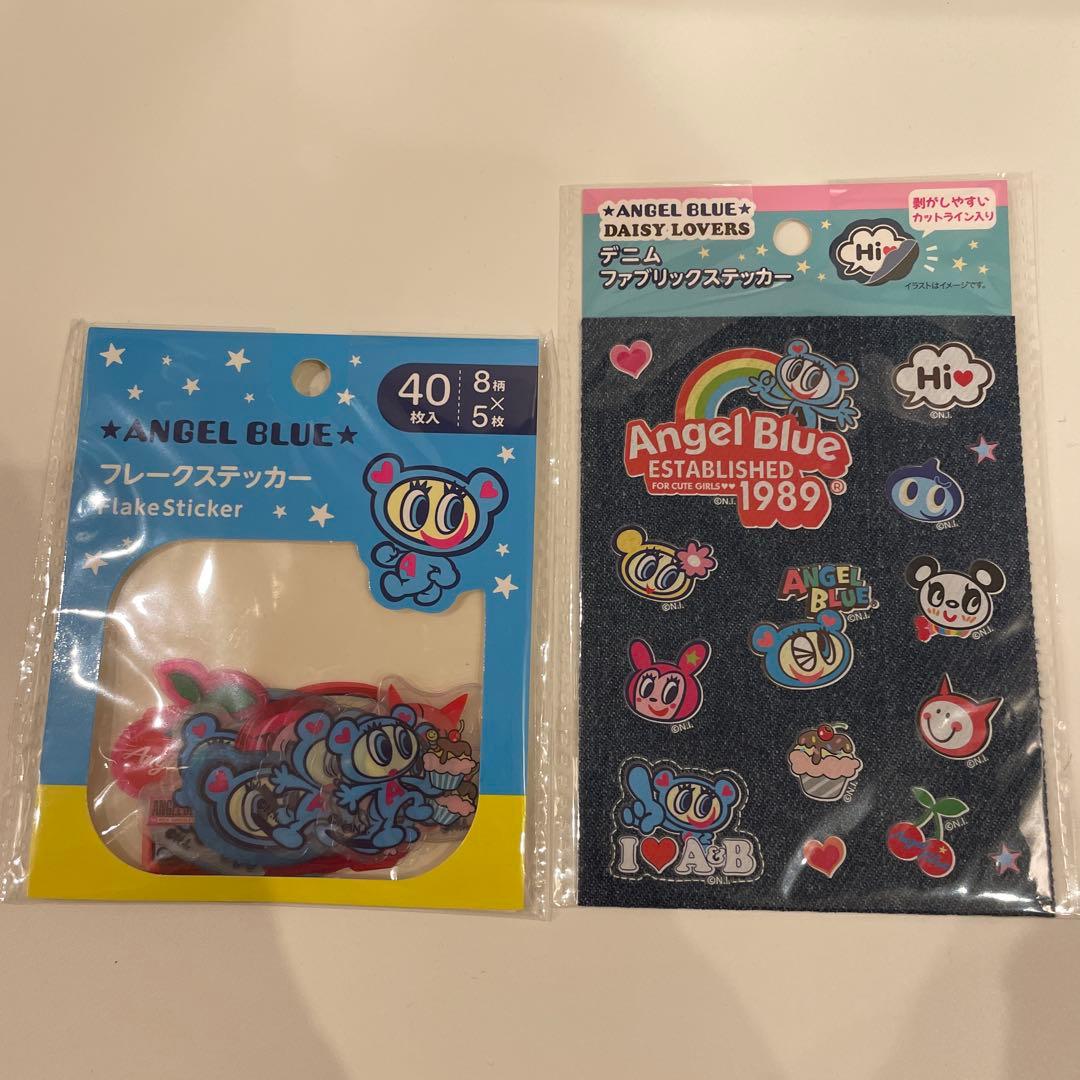 ★ANGEL BLUE★
フレークステッカー
Flake Sticker
40
枚入
8柄
×
5枚
A
★ANGEL BLUE★
DAISY LOVERS
デニム
ファブリックステッカー
剥がしやすい
カットライン入り
Hi
イラストはイメージです。
Angel Blue
ESTABLISHED
FOR CUTE GIRLS♥♥
1989®
©N.I.
Hi♥
©N.I.
©N.I.
©N.I.
ANGEL
BLUE®
©N.I.
©N.I.
©N.I.
©N.I.
©N.I.
©N.I.
Angel Blue
I♥A&B
©N.I.